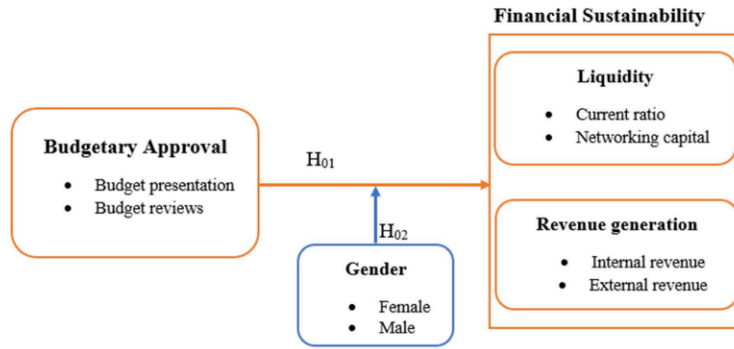 Financial Sustainability
Liquidity
• Current ratio
• Networking capital
Budgetary Approval
• Budget presentation
• Budget reviews
H01
H02
Gender
• Female
• Male
Revenue generation
• Internal revenue
• External revenue